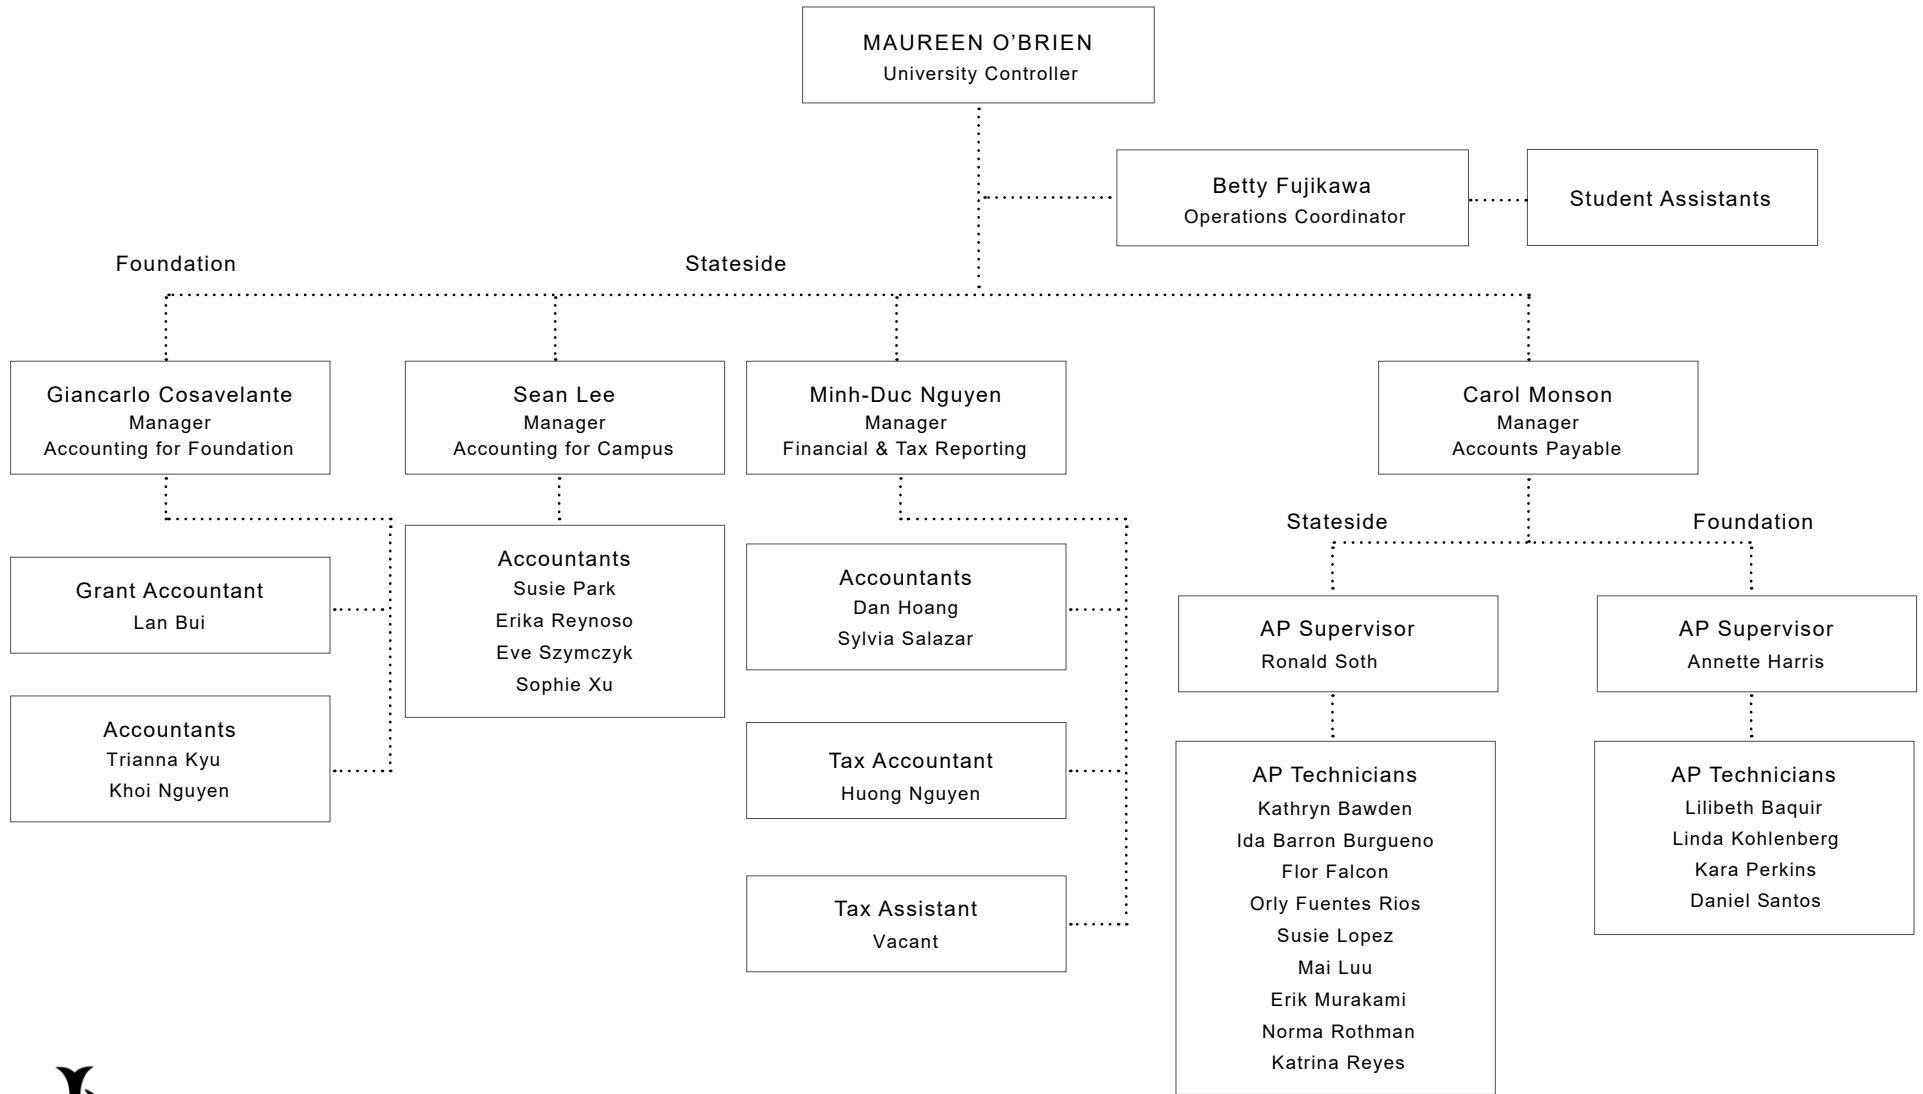 MAUREEN O’BRIEN
University Controller
Betty Fujikawa
Operations Coordinator
Student Assistants
Foundation
Stateside
Giancarlo Cosavelante
Manager
Accounting for Foundation
Sean Lee
Manager
Accounting for Campus
Minh-Duc Nguyen
Manager
Financial & Tax Reporting
Carol Monson
Manager
Accounts Payable
Grant Accountant
Lan Bui
Accountants
Trianna Kyu
Khoi Nguyen
Accountants
Susie Park
Erika Reynoso
Eve Szymczyk
Sophie Xu
Accountants
Dan Hoang
Sylvia Salazar
Tax Accountant
Huong Nguyen
Tax Assistant
Vacant
Stateside
Foundation
AP Supervisor
Ronald Soth
AP Technicians
Kathryn Bawden
Ida Barron Burgueno
Flor Falcon
Orly Fuentes Rios
Susie Lopez
Mai Luu
Erik Murakami
Norma Rothman
Katrina Reyes
AP Supervisor
Annette Harris
AP Technicians
Lilibeth Baquir
Linda Kohlenberg
Kara Perkins
Daniel Santos